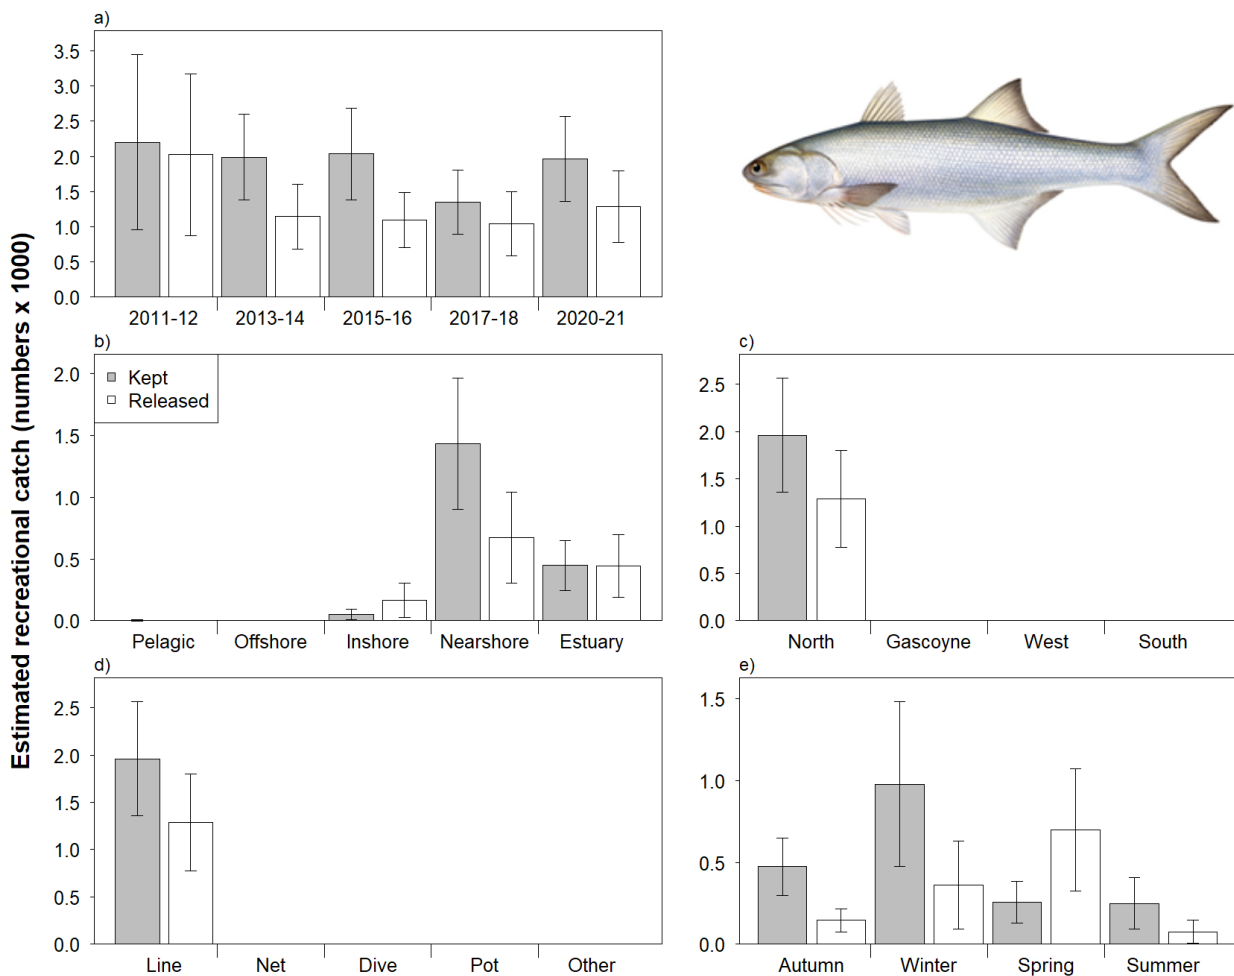 Estimated recreational catch (numbers x 1000)
a)
3.5
3.0
2.5
2.0
1.5
1.0
0.5
0.0
2011-12 2013-14 2015-16 2017-18 2020-21
b)
Kept
Released
2.0
1.5
1.0
0.5
0.0
Pelagic Offshore Inshore Nearshore Estuary
c)
2.5
2.0
1.5
1.0
0.5
0.0
North Gascoyne West South
d)
2.5
2.0
1.5
1.0
0.5
0.0
Line Net Dive Pot Other
e)
1.5
1.0
0.5
0.0
Autumn Winter Spring Summer